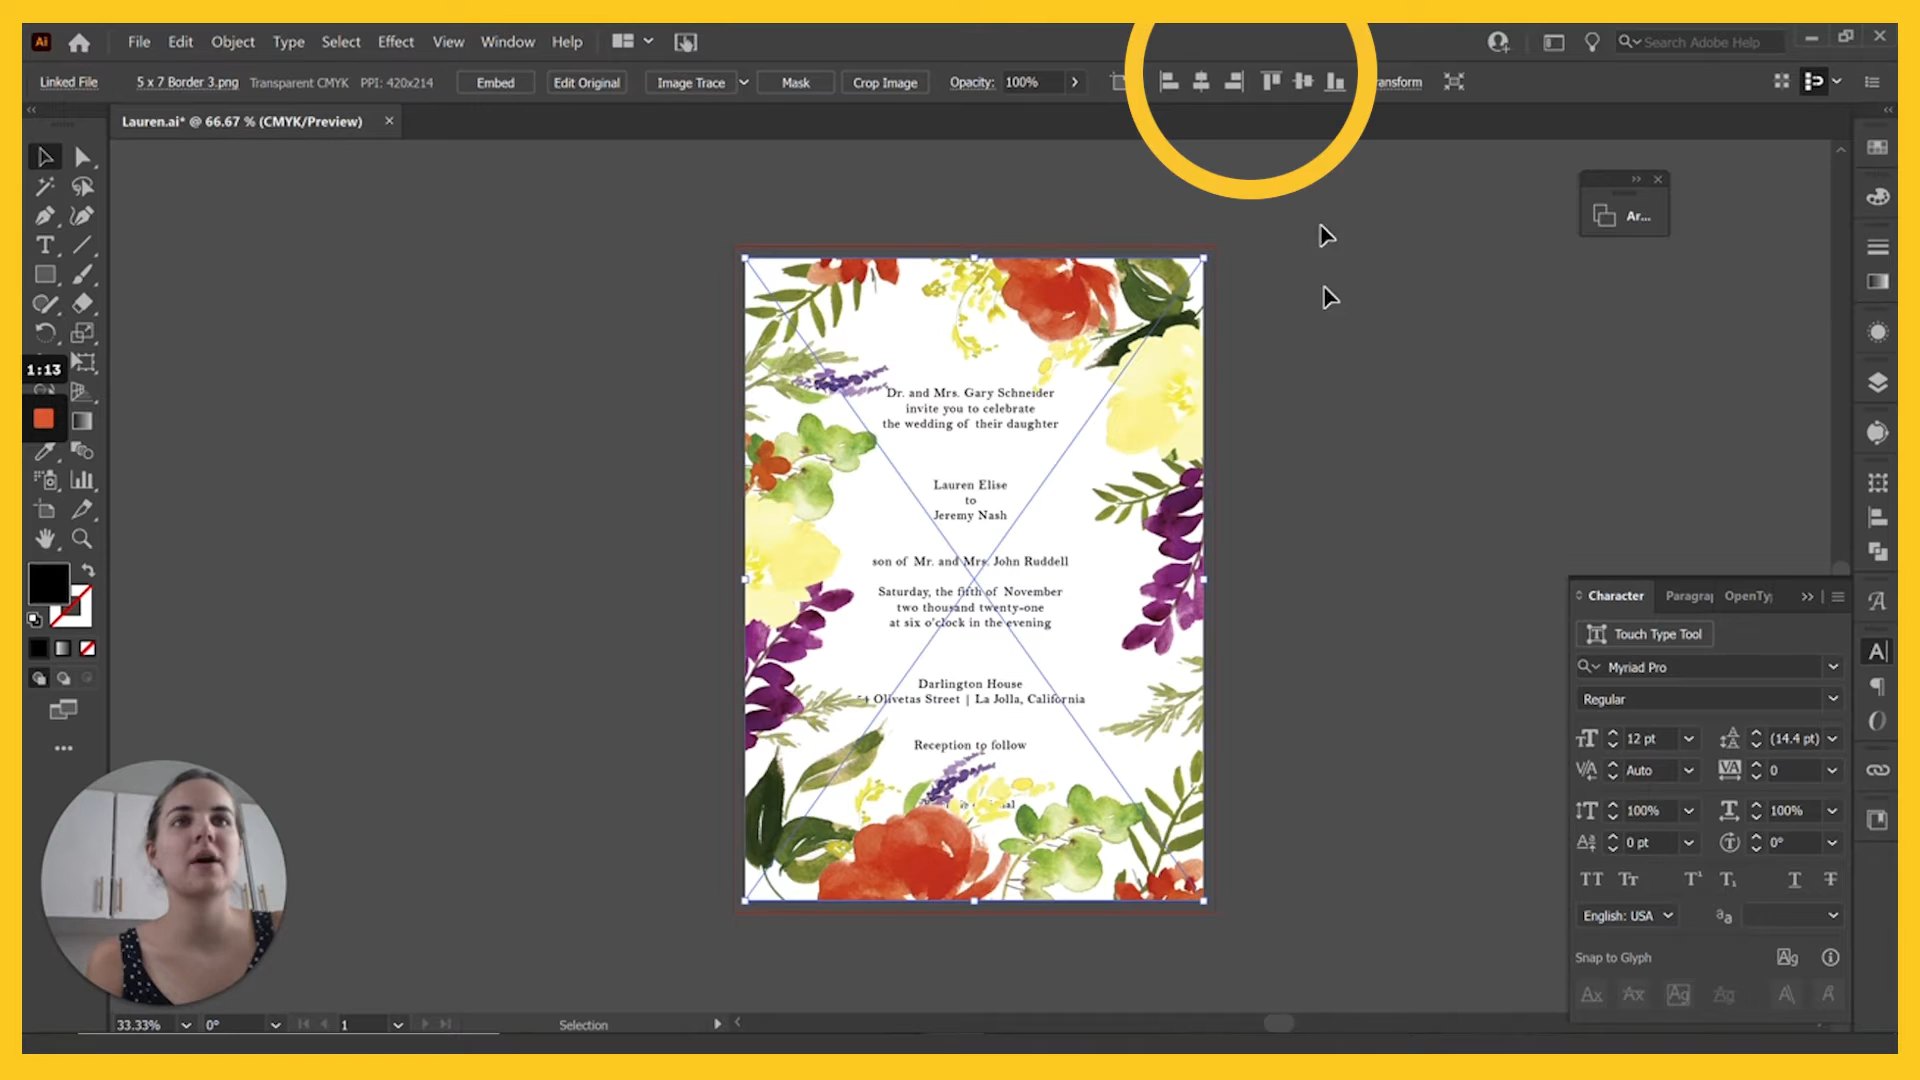 Ai File Edit Object Type Select Effect View Window Help Search Adobe Help
Linked File 5 x 7 Border 3.png Transparent CMYK PPI: 420x214 Embed Edit Original Image Trace Mask Crop Image Opacity: 100% ransform
Lauren.ai* @ 66.67 % (CMYK/Preview)
Ar...
1:13
Dr. and Mrs. Gary Schneider
invite you to celebrate
the wedding of their daughter
Lauren Elise
to
Jeremy Nash
son of Mr. and Mrs. John Ruddell
Saturday, the fifth of November
two thousand twenty-one
at six o'clock in the evening
Darlington House
Olivetas Street | La Jolla, California
Reception to follow
Character Paragraj OpenTy
Touch Type Tool
Myriad Pro
Regular
12 pt (14.4 pt)
Auto 0
100% 100%
0 pt 0°
English: USA
Snap to Glyph
33.33% 0° 1 Selection